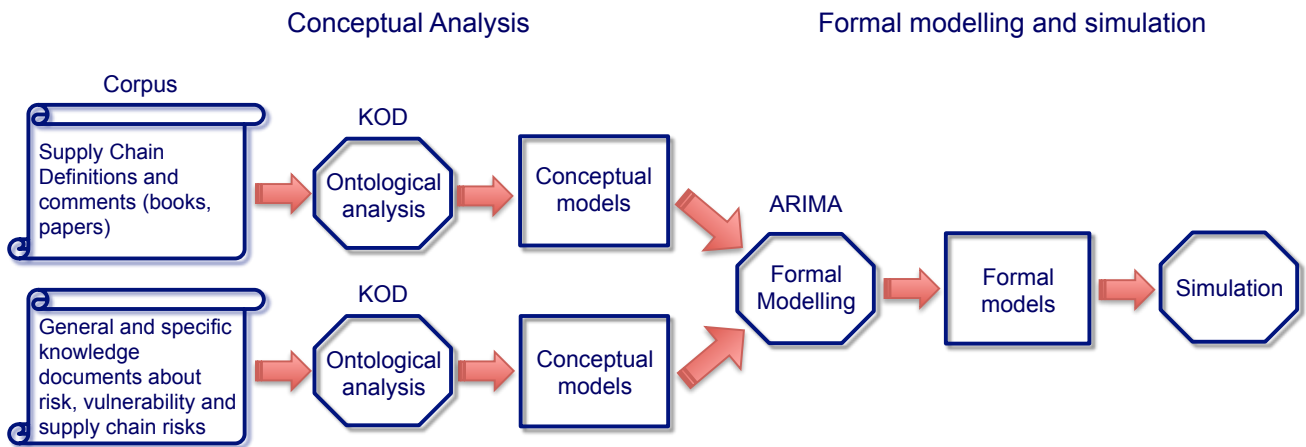 Conceptual Analysis
Formal modelling and simulation
Corpus
Supply Chain
Definitions and
comments (books,
papers)
KOD
Ontological
analysis
Conceptual
models
General and specific
knowledge
documents about
risk, vulnerability and
supply chain risks
KOD
Ontological
analysis
Conceptual
models
ARIMA
Formal
Modelling
Formal
models
Simulation